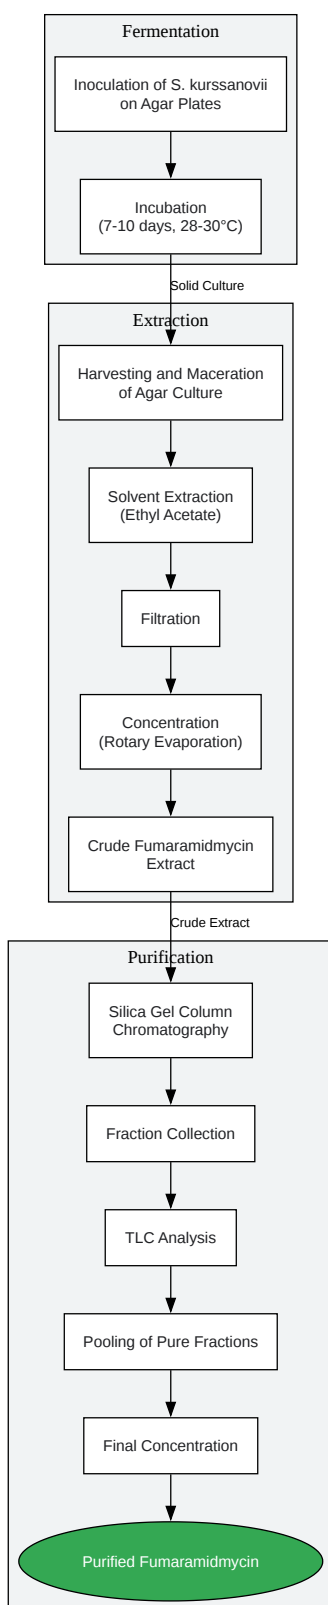 Fermentation
Inoculation of S. kurssanovii
on Agar Plates
Incubation
(7-10 days, 28-30°C)
Solid Culture
Extraction
Harvesting and Maceration
of Agar Culture
Solvent Extraction
(Ethyl Acetate)
Filtration
Concentration
(Rotary Evaporation)
Crude Fumaramidmycin
Extract
Crude Extract
Purification
Silica Gel Column
Chromatography
Fraction Collection
TLC Analysis
Pooling of Pure Fractions
Final Concentration
Purified Fumaramidmycin